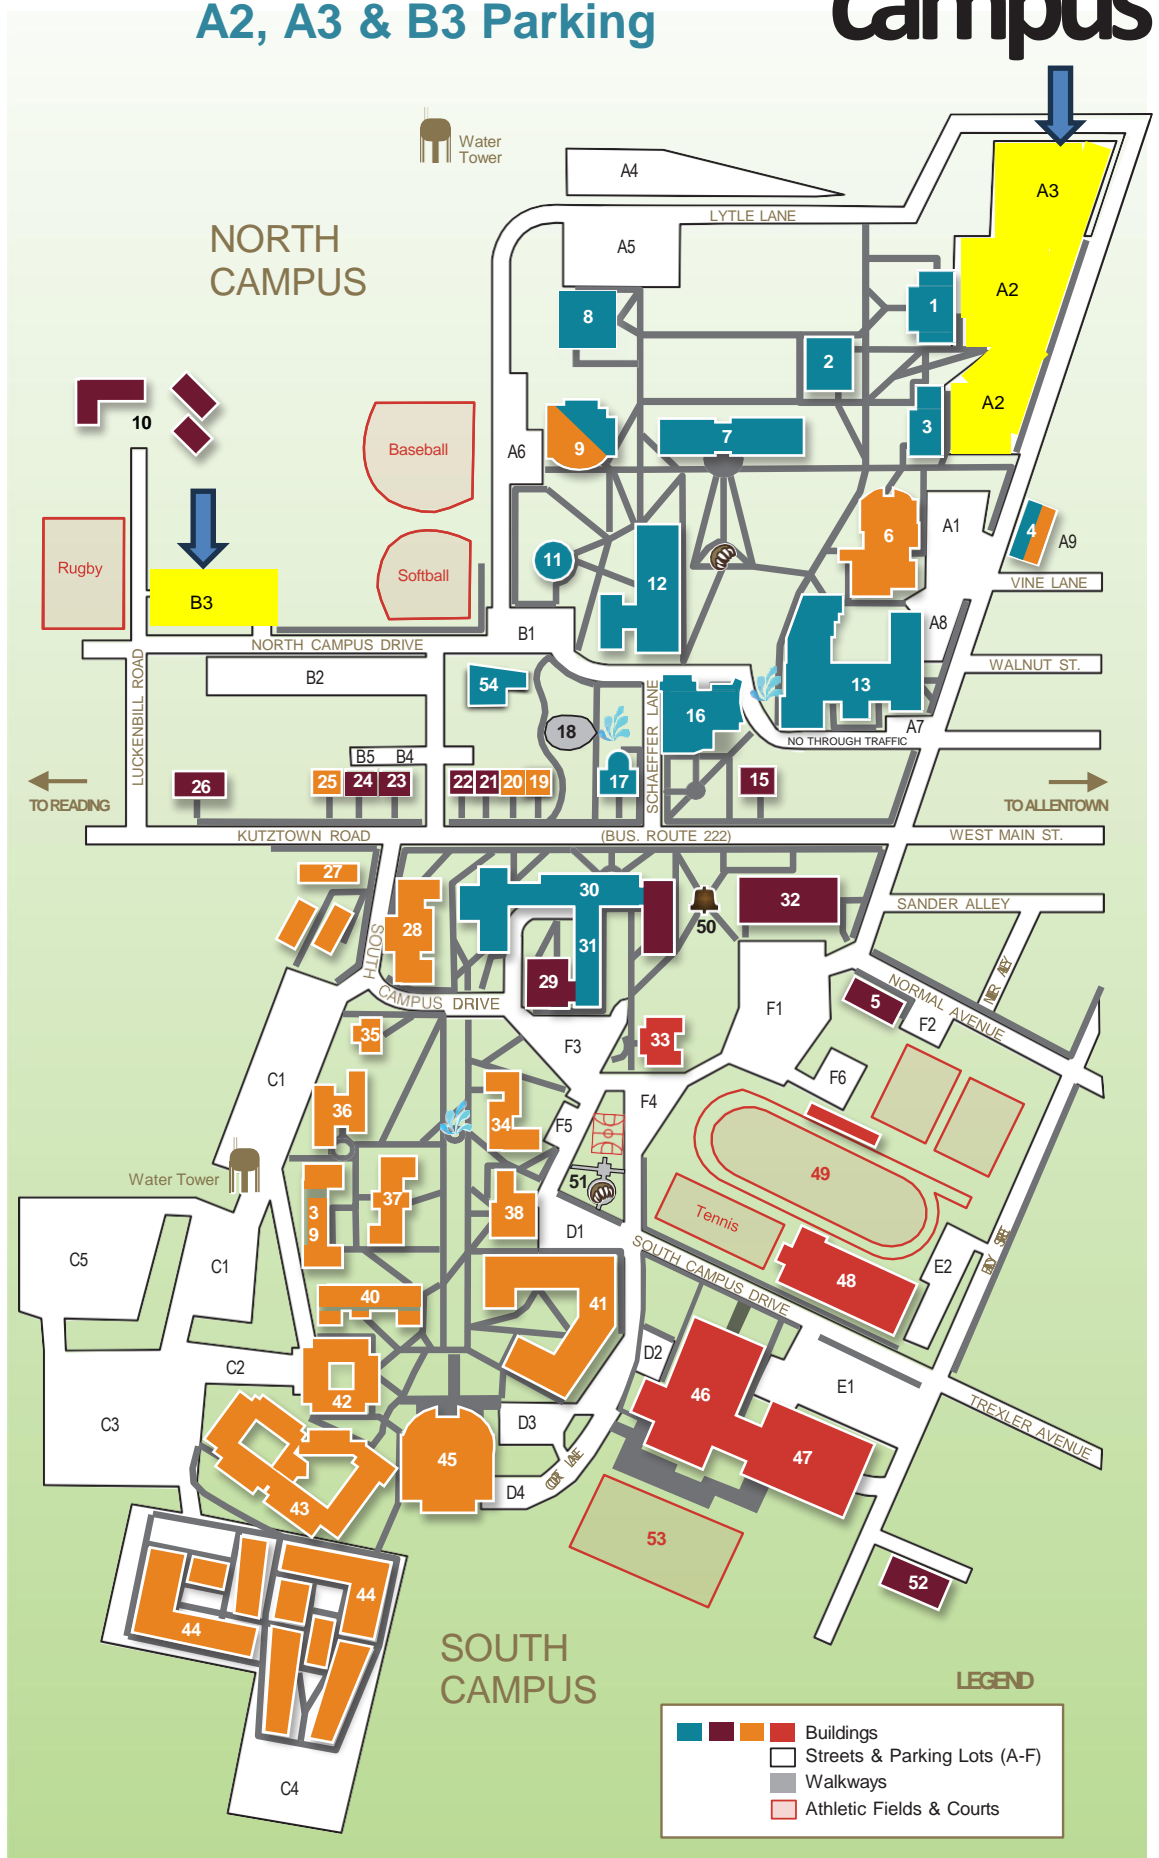 campus
A2, A3 & B3 Parking
Water
Tower
A4
A3
LYTLE LANE
NORTH
CAMPUS
A5
A2
1
8
2
10
A2
3
7
9
Baseball
A6
A1
4
A9
6
11
Rugby
Softball
12
VINE LANE
B3
A8
B1
NORTH CAMPUS DRIVE
WALNUT ST.
LUCKENBILL ROAD
B2
54
13
SCHAEFFER LANE
16
18
A7
NO THROUGH TRAFFIC
B5
B4
26
25
24
23
22
21
20
19
17
15
TO READING
TO ALLENTOWN
KUTZTOWN ROAD
(BUS. ROUTE 222)
WEST MAIN ST.
27
30
32
SANDER ALLEY
28
50
31
SOUTH
CAMPUS DRIVE
29
5
NORMAL AVENUE
F1
F2
35
33
F3
C1
F6
36
F4
34
F5
Water Tower
51
49
37
39
38
Tennis
D1
C5
C1
SOUTH CAMPUS DRIVE
E2
48
40
41
D2
C2
42
46
E1
C3
D3
TREXLER AVENUE
45
47
D4
43
53
52
44
44
SOUTH
CAMPUS
LEGEND
Buildings
Streets & Parking Lots (A-F)
Walkways
Athletic Fields & Courts
C4